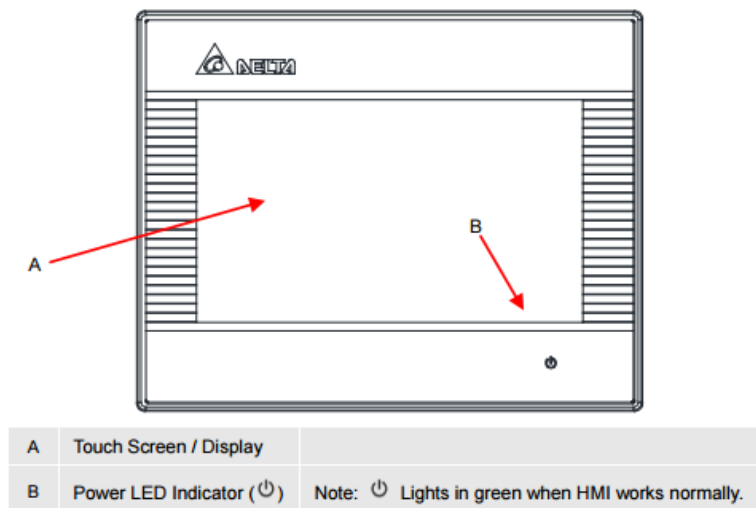 DELTA
B
A
A Touch Screen / Display
B Power LED Indicator (⏻) Note: ⏻ Lights in green when HMI works normally.